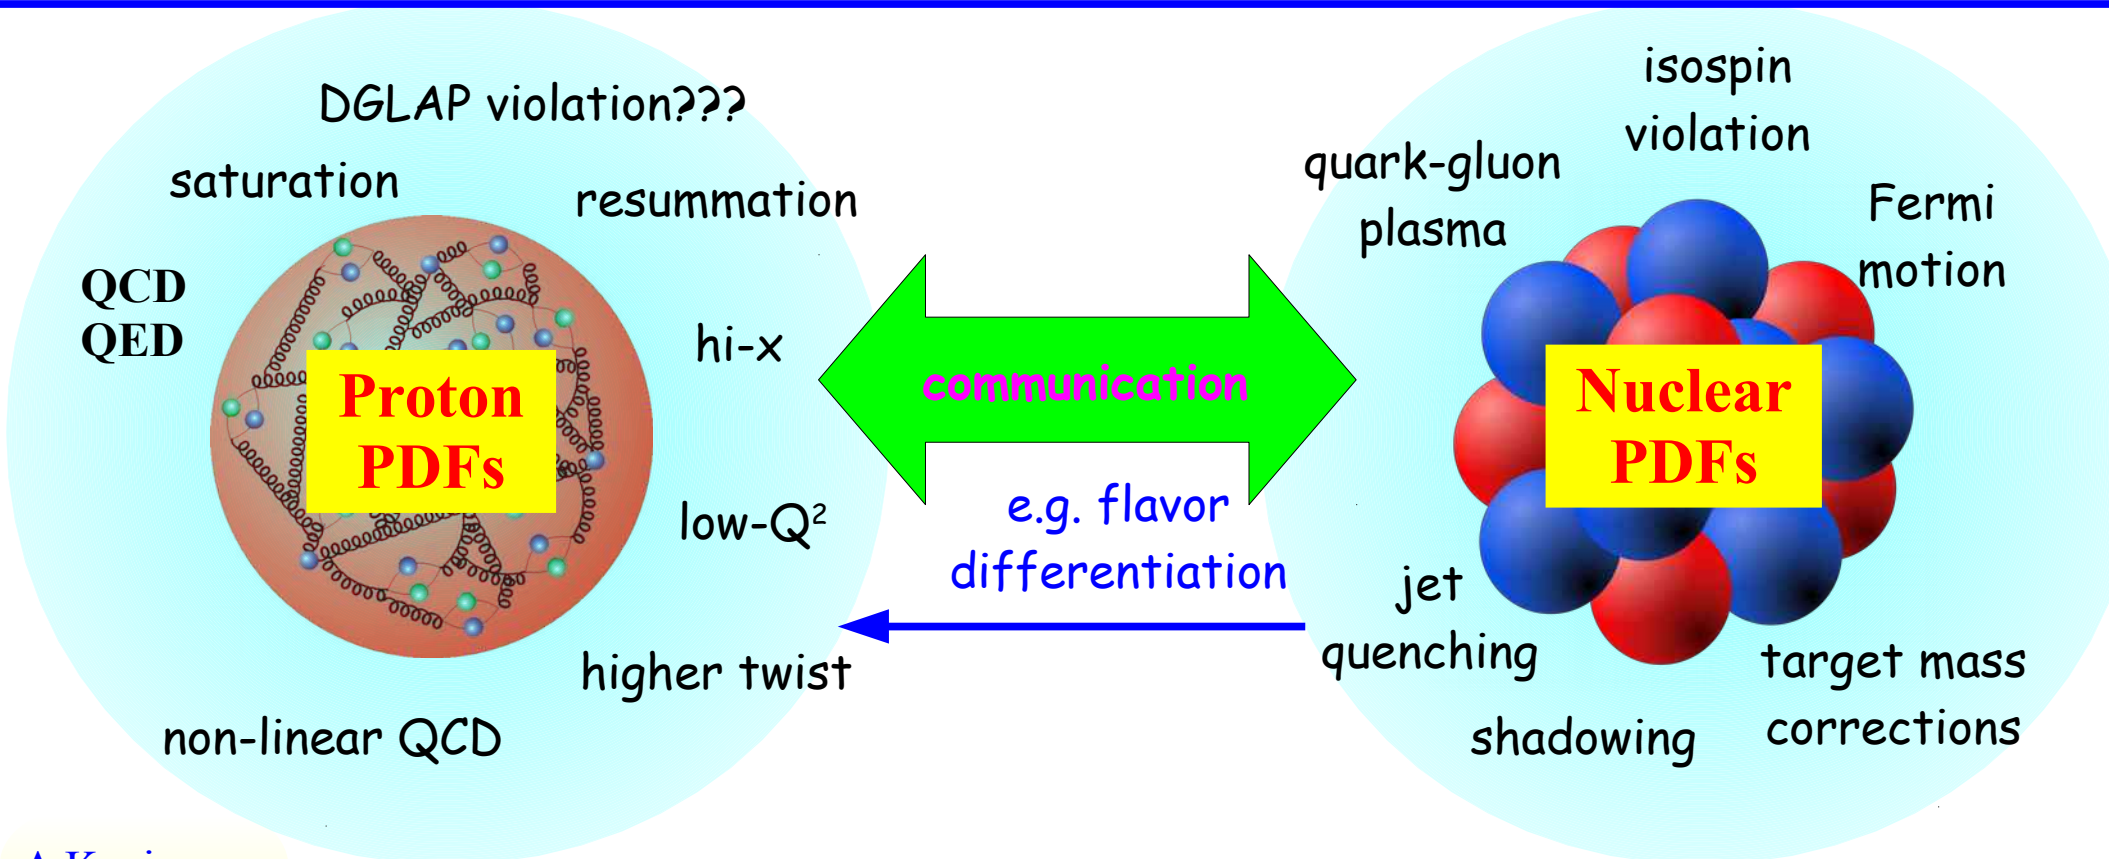 DGLAP violation???
saturation
resummation
QCD
QED
hi-x
Proton
PDFs
low-Q²
higher twist
non-linear QCD
communication
e.g. flavor
differentiation
isospin
violation
quark-gluon
plasma
Fermi
motion
Nuclear
PDFs
jet
quenching
target mass
corrections
shadowing